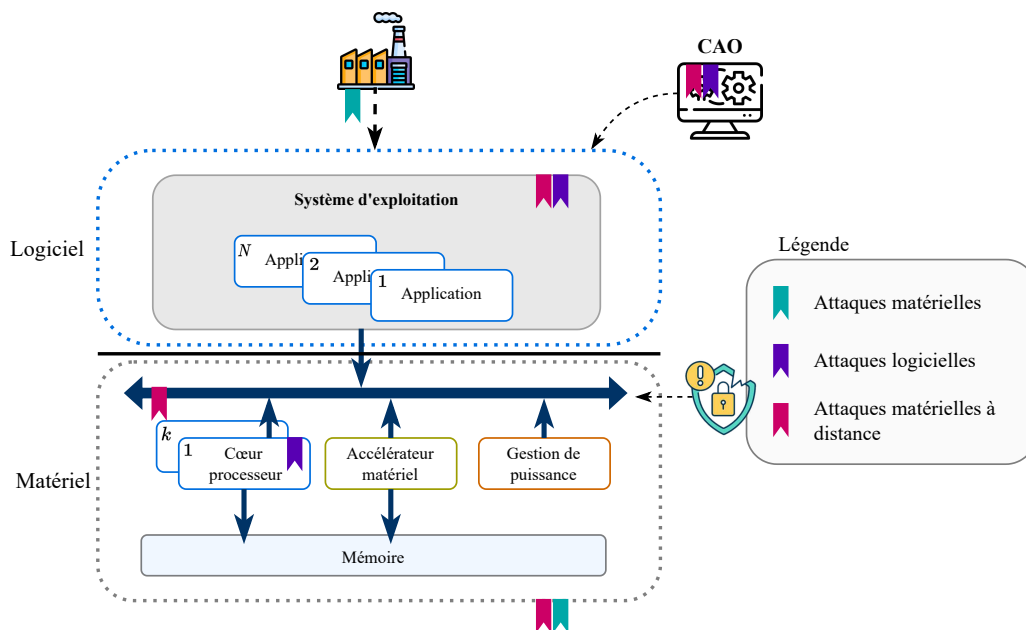 CAO
Système d'exploitation
Logiciel
N
Appli
2
Appli
1
Application
Légende
Attaques matérielles
Attaques logicielles
Attaques matérielles à
distance
k
1
Cœur
processeur
Accélérateur
matériel
Gestion de
puissance
Matériel
Mémoire